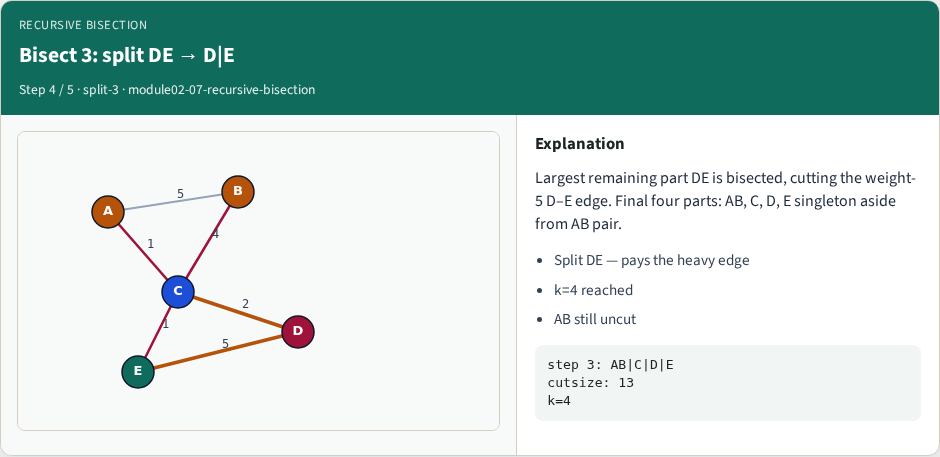 RECURSIVE BISECTION
Bisect 3: split DE → D|E
Step 4 / 5 · split-3 · module02-07-recursive-bisection
A
B
C
D
E
5
1
4
2
1
5
Explanation
Largest remaining part DE is bisected, cutting the weight-
5 D–E edge. Final four parts: AB, C, D, E singleton aside
from AB pair.
• Split DE — pays the heavy edge
• k=4 reached
• AB still uncut
step 3: AB|C|D|E
cutsize: 13
k=4